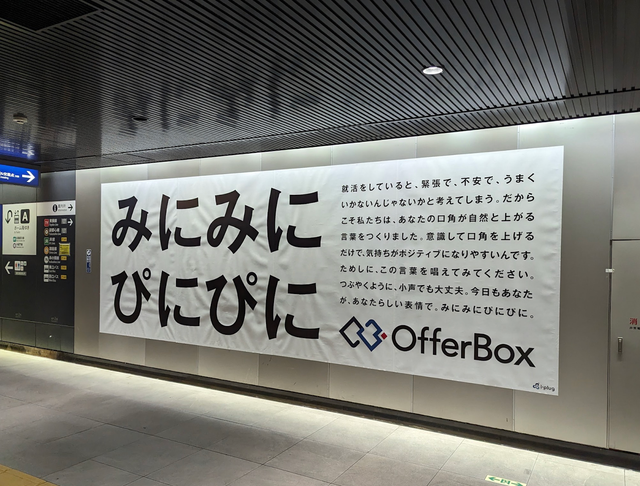 みにみに
ぴにぴに
就活をしていると、緊張で、不安で、うまく
いかないんじゃないかと考えてしまう。だから
こそ私たちは、あなたの口角が自然と上がる
言葉をつくりました。意識して口角を上げる
だけで、気持ちがポジティブになりやすいんです。
ためしに、この言葉を唱えてみてください。
つぶやくように、小声でも大丈夫。今日もあなた
が、あなたらしい表情で。みにみにぴにぴに。
OfferBox
i-plug
A